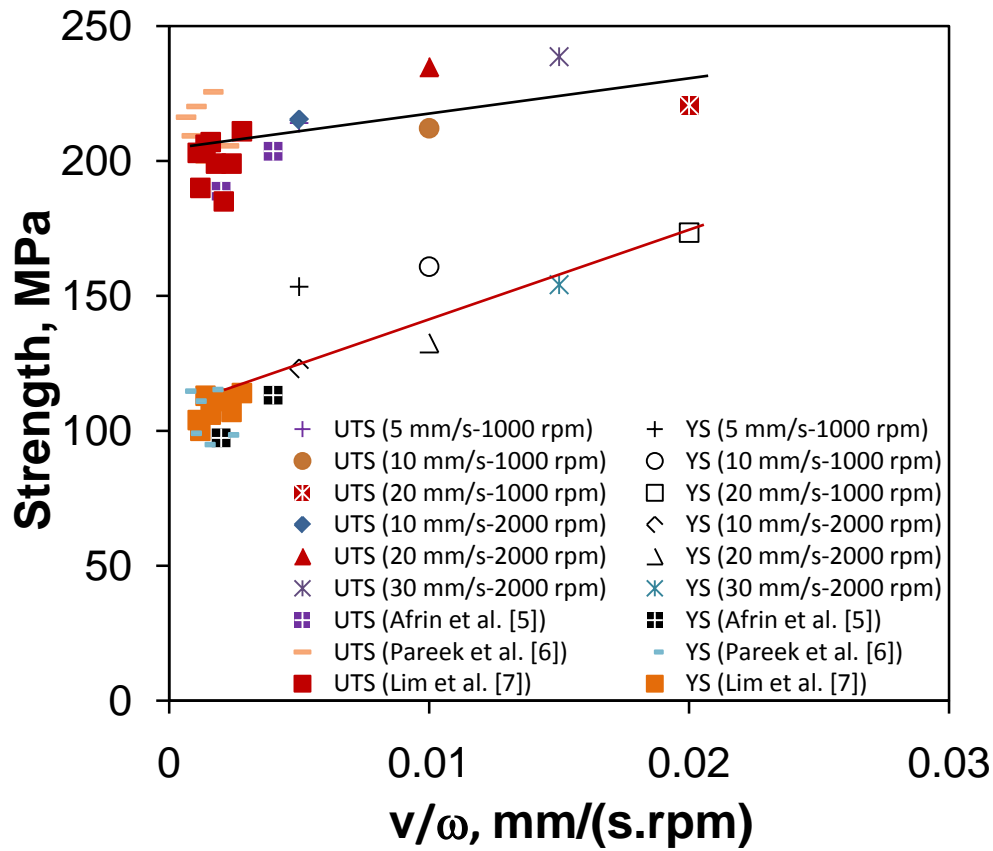 250
200
150
100
50
0
Strength, MPa
UTS (5 mm/s-1000 rpm)
UTS (10 mm/s-1000 rpm)
UTS (20 mm/s-1000 rpm)
UTS (10 mm/s-2000 rpm)
UTS (20 mm/s-2000 rpm)
UTS (30 mm/s-2000 rpm)
UTS (Afrin et al. [5])
UTS (Pareek et al. [6])
UTS (Lim et al. [7])
YS (5 mm/s-1000 rpm)
YS (10 mm/s-1000 rpm)
YS (20 mm/s-1000 rpm)
YS (10 mm/s-2000 rpm)
YS (20 mm/s-2000 rpm)
YS (30 mm/s-2000 rpm)
YS (Afrin et al. [5])
YS (Pareek et al. [6])
YS (Lim et al. [7])
0 0.01 0.02 0.03
v/ω, mm/(s.rpm)